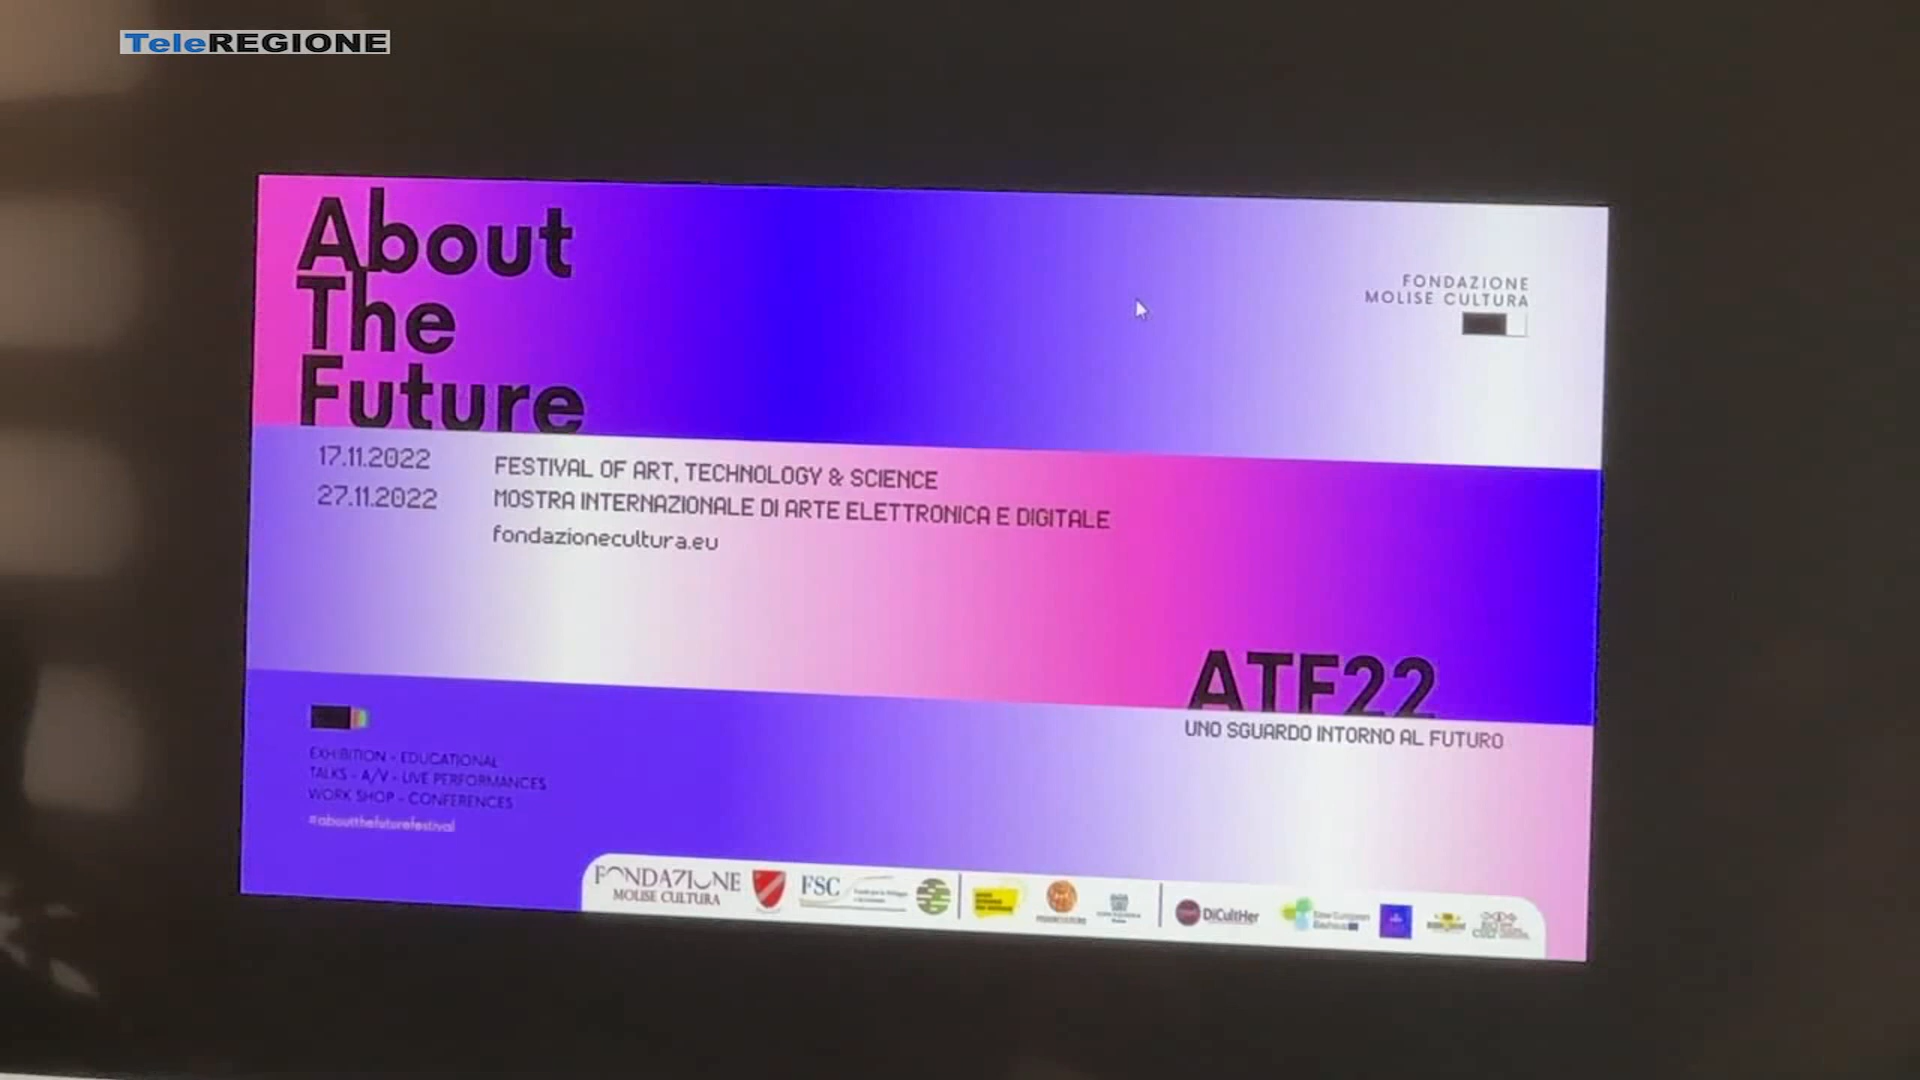 TeleREGIONE
About
The
Future
FONDAZIONE
MOLISE CULTURA
17.11.2022
27.11.2022
FESTIVAL OF ART, TECHNOLOGY & SCIENCE
MOSTRA INTERNAZIONALE DI ARTE ELETTRONICA E DIGITALE
fondazionecultura.eu
ATF22
UNO SGUARDO INTORNO AL FUTURO
EXHIBITION - EDUCATIONAL
TALKS - A/V - LIVE PERFORMANCES
WORK SHOP - CONFERENCES
#aboutthefuturefestival
FONDAZIONE
MOLISE CULTURA
FSC
DiCultHer